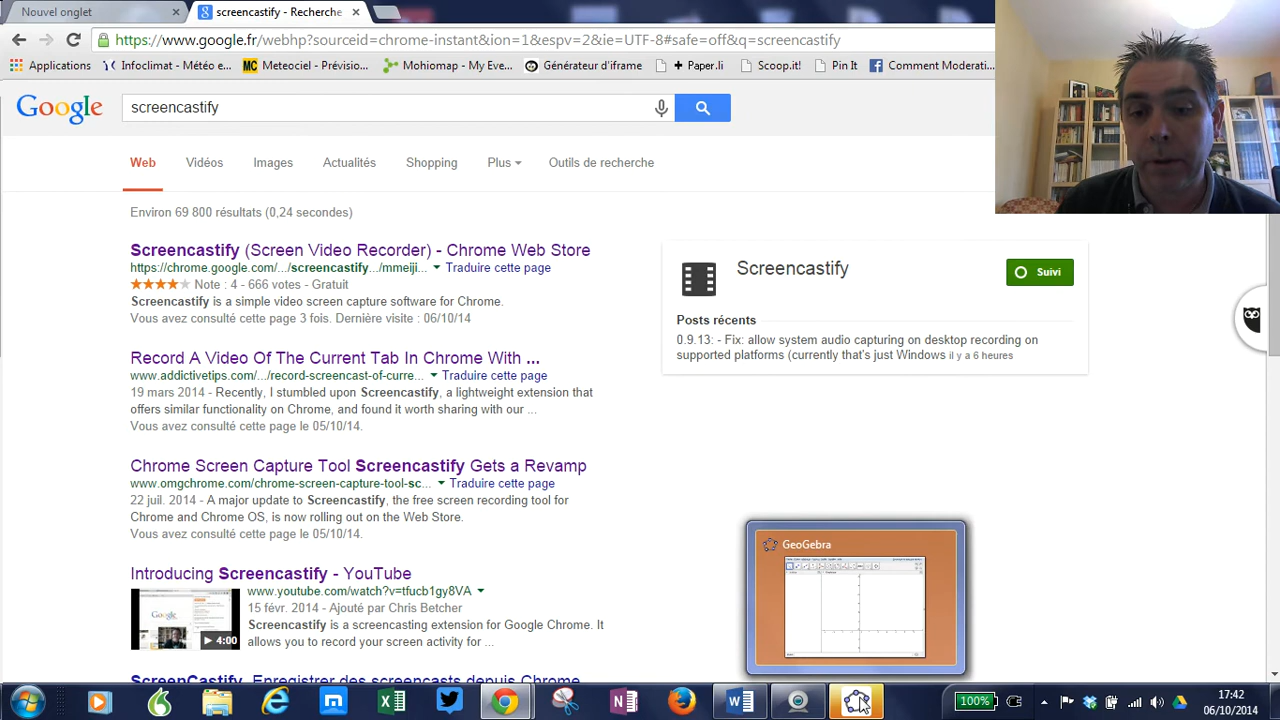 Nouvel onglet
screencastify - Recherche
https://www.google.fr/webhp?sourceid=chrome-instant&ion=1&espv=2&ie=UTF-8#safe=off&q=screencastify
Applications
Infoclimat - Météo e...
Meteociel - Prévisio...
Mohiomap - My Eve...
Générateur d'iframe
Paper.li
Scoop.it!
Pin It
Comment Moderati...
Google
screencastify
Web Vidéos Images Actualités Shopping Plus Outils de recherche
Environ 69 800 résultats (0,24 secondes)
Screencastify (Screen Video Recorder) - Chrome Web Store
https://chrome.google.com/.../screencastify.../mmeiji... Traduire cette page
Note : 4 - 666 votes - Gratuit
Screencastify is a simple video screen capture software for Chrome.
Vous avez consulté cette page 3 fois. Dernière visite : 06/10/14
Record A Video Of The Current Tab In Chrome With ...
www.addictivetips.com/.../record-screencast-of-curre... Traduire cette page
19 mars 2014 - Recently, I stumbled upon Screencastify, a lightweight extension that
offers similar functionality on Chrome, and found it worth sharing with our ...
Vous avez consulté cette page le 05/10/14.
Chrome Screen Capture Tool Screencastify Gets a Revamp
www.omgchrome.com/chrome-screen-capture-tool-sc... Traduire cette page
22 juil. 2014 - A major update to Screencastify, the free screen recording tool for
Chrome and Chrome OS, is now rolling out on the Web Store.
Vous avez consulté cette page le 05/10/14.
Introducing Screencastify - YouTube
www.youtube.com/watch?v=tfucb1gy8VA
15 févr. 2014 - Ajouté par Chris Betcher
Screencastify is a screencasting extension for Google Chrome. It
allows you to record your screen activity for ...
4:00
ScreenCastify, Enregistrer des screencasts depuis Chrome
Screencastify
Suivi
Posts récents
0.9.13: - Fix: allow system audio capturing on desktop recording on
supported platforms (currently that's just Windows il y a 6 heures
GeoGebra
100%
17:42
06/10/2014